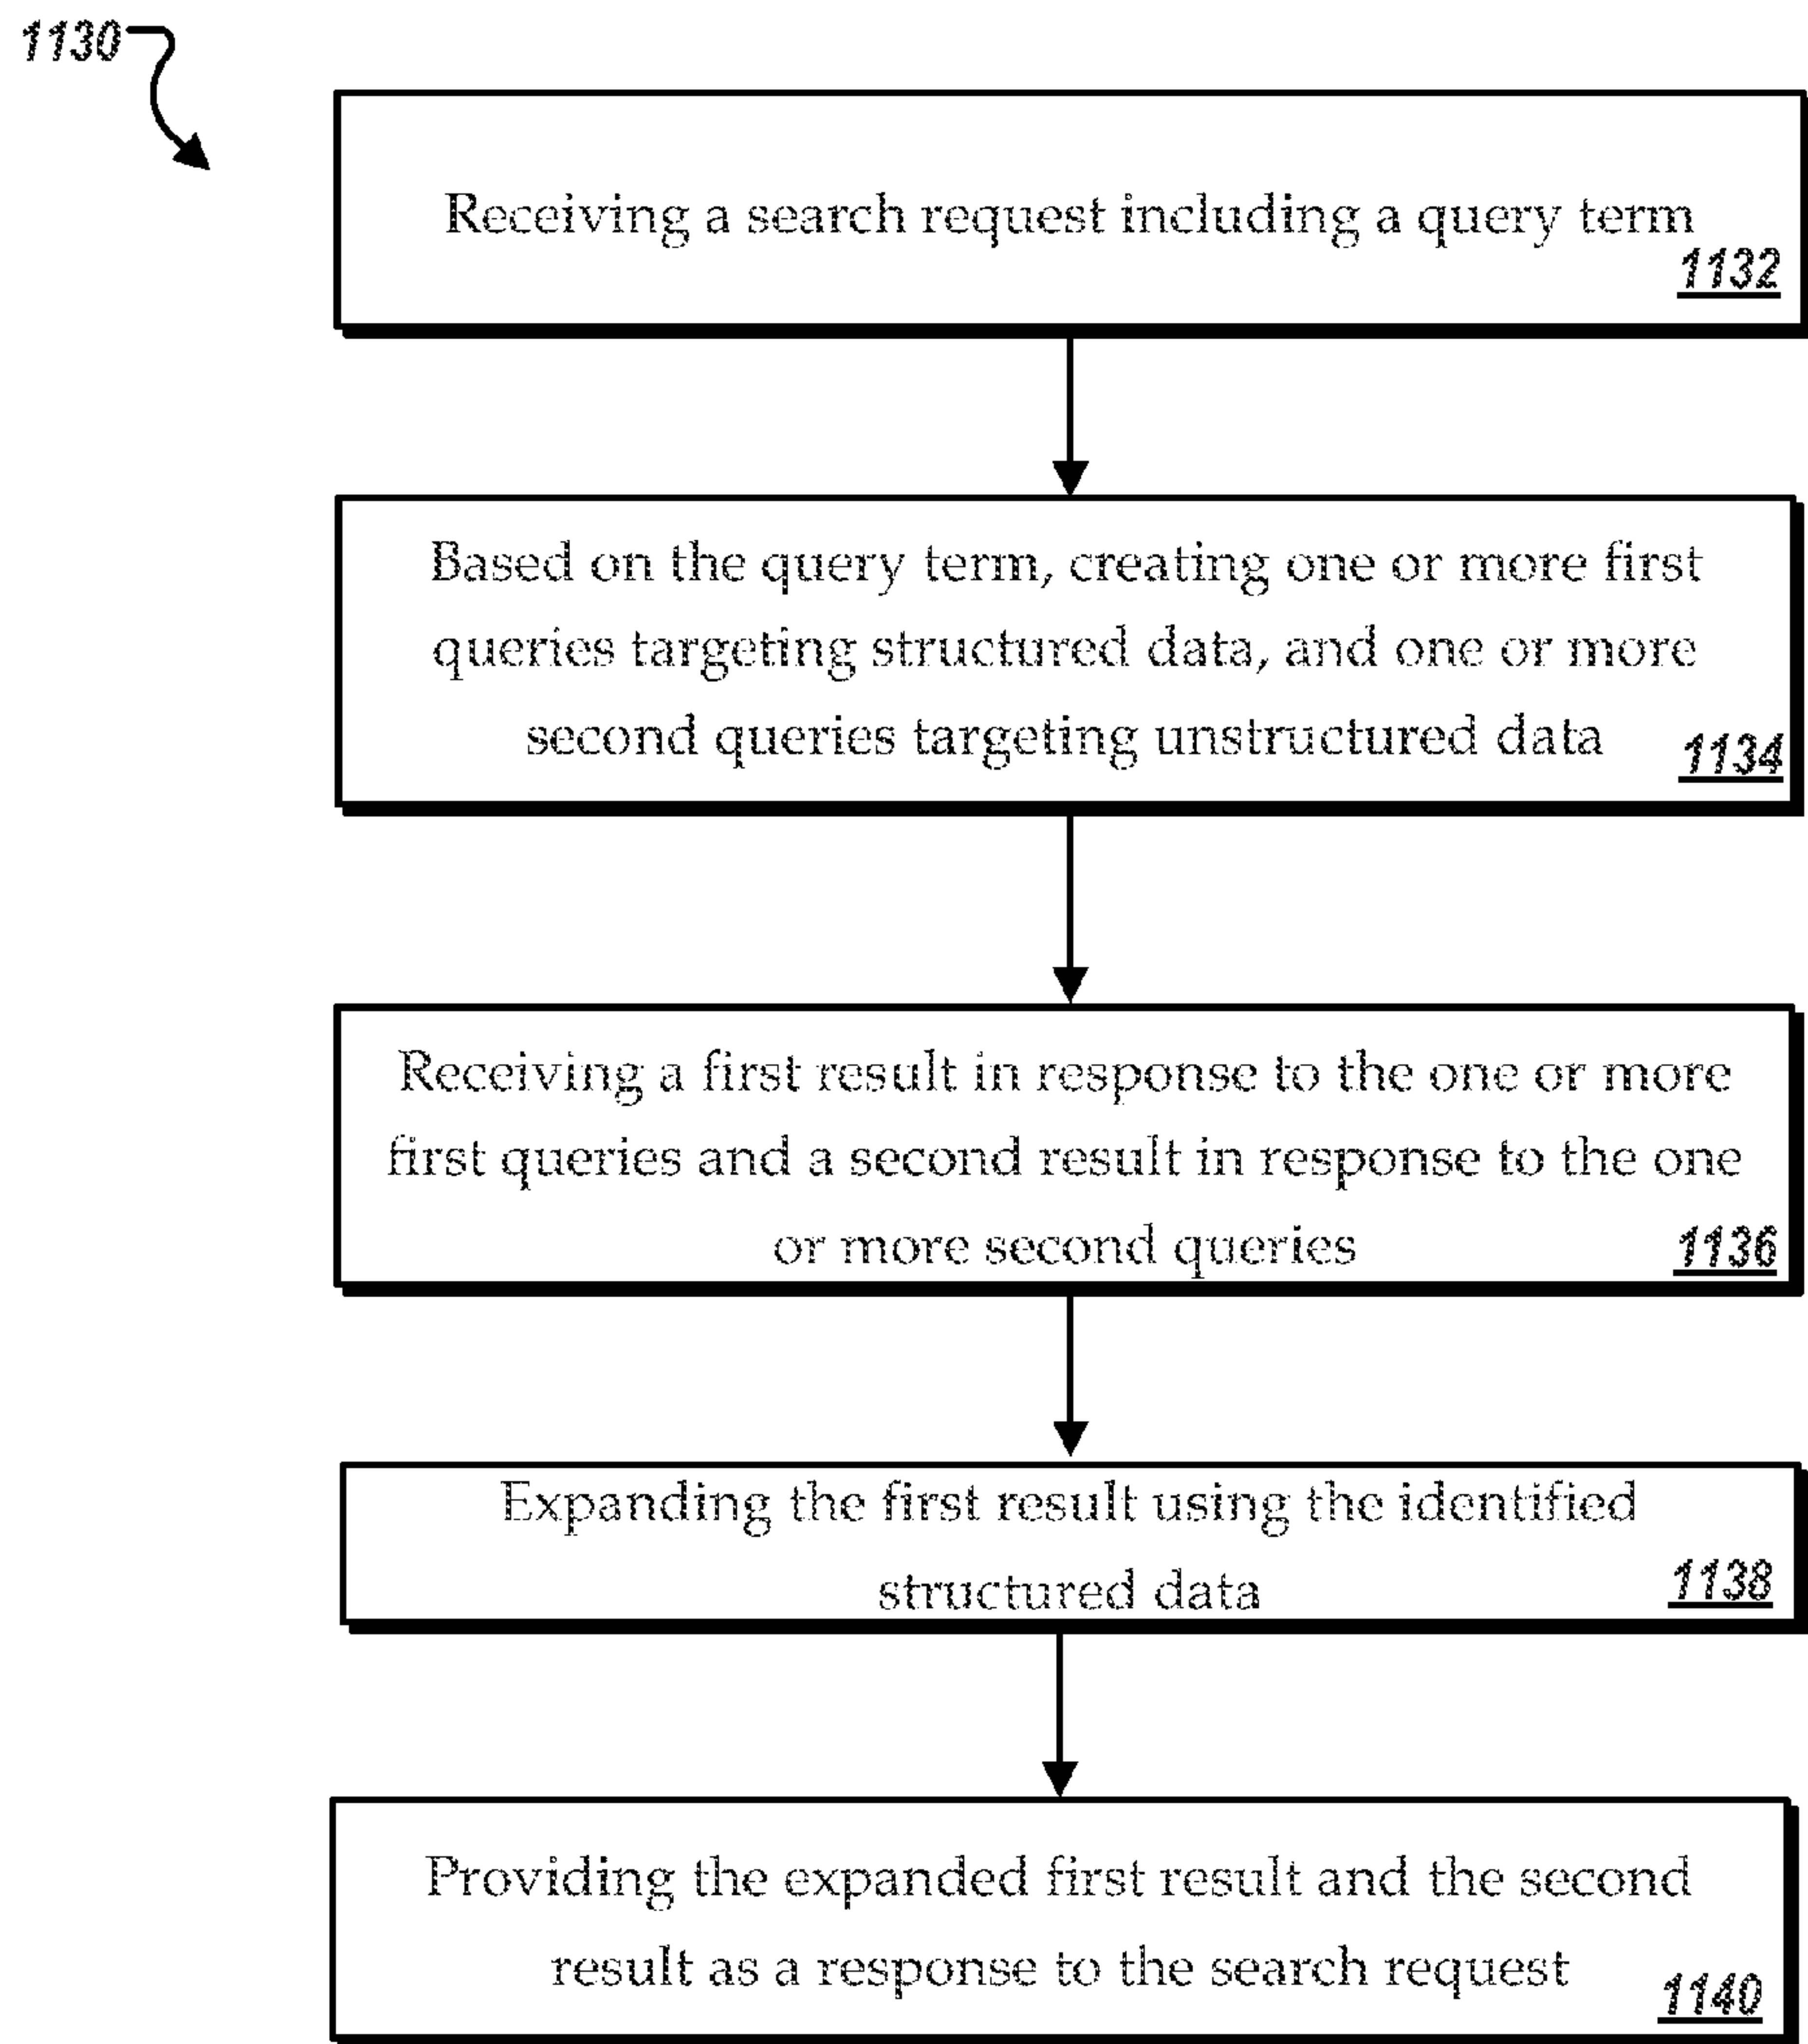 1130
Receiving a search request including a query term
1132
Based on the query term, creating one or more first
queries targeting structured data, and one or more
second queries targeting unstructured data
1134
Receiving a first result in response to the one or more
first queries and a second result in response to the one
or more second queries
1136
Expanding the first result using the identified
structured data
1138
Providing the expanded first result and the second
result as a response to the search request
1140